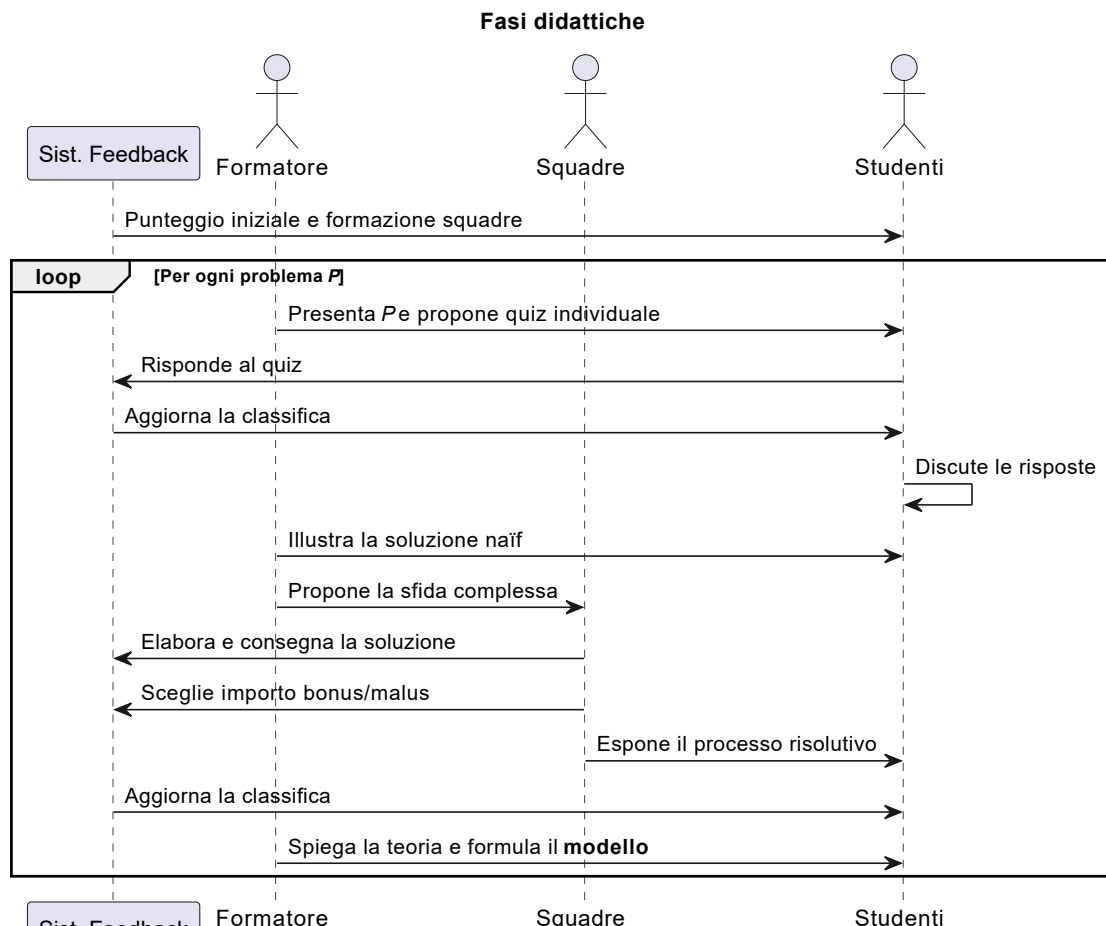 Fasi didattiche
Sist. Feedback
Formatore
Squadre
Studenti
Punteggio iniziale e formazione squadre
loop
[Per ogni problema P]
Presenta P e propone quiz individuale
Risponde al quiz
Aggiorna la classifica
Discute le risposte
Illustra la soluzione naïf
Propone la sfida complessa
Elabora e consegna la soluzione
Sceglie importo bonus/malus
Espone il processo risolutivo
Aggiorna la classifica
Spiega la teoria e formula il modello
Sist. Feedback
Formatore
Squadre
Studenti